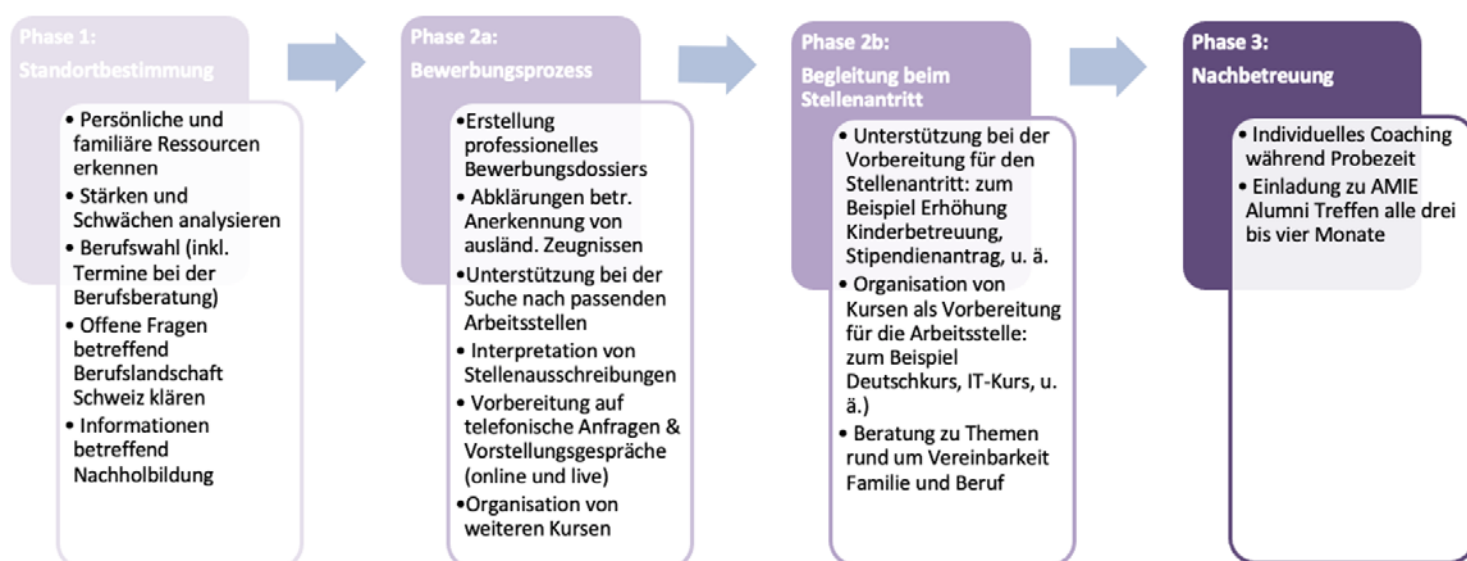 Phase 1:
Standortbestimmung
• Persönliche und
familiäre Ressourcen
erkennen
• Stärken und
Schwächen analysieren
• Berufswahl (inkl.
Termine bei der
Berufsberatung)
• Offene Fragen
betreffend
Berufslandschaft
Schweiz klären
• Informationen
betreffend
Nachholbildung
Phase 2a:
Bewerbungsprozess
•Erstellung
professionelles
Bewerbungsdossiers
• Abklärungen betr.
Anerkennung von
ausländ. Zeugnissen
•Unterstützung bei der
Suche nach passenden
Arbeitsstellen
• Interpretation von
Stellenausschreibungen
• Vorbereitung auf
telefonische Anfragen &
Vorstellungsgespräche
(online und live)
•Organisation von
weiteren Kursen
Phase 2b:
Begleitung beim
Stellenantritt
• Unterstützung bei der
Vorbereitung für den
Stellenantritt: zum
Beispiel Erhöhung
Kinderbetreuung,
Stipendienantrag, u. ä.
• Organisation von
Kursen als Vorbereitung
für die Arbeitsstelle:
zum Beispiel
Deutschkurs, IT-Kurs, u.
ä.)
• Beratung zu Themen
rund um Vereinbarkeit
Familie und Beruf
Phase 3:
Nachbetreuung
• Individuelles Coaching
während Probezeit
• Einladung zu AMIE
Alumni Treffen alle drei
bis vier Monate